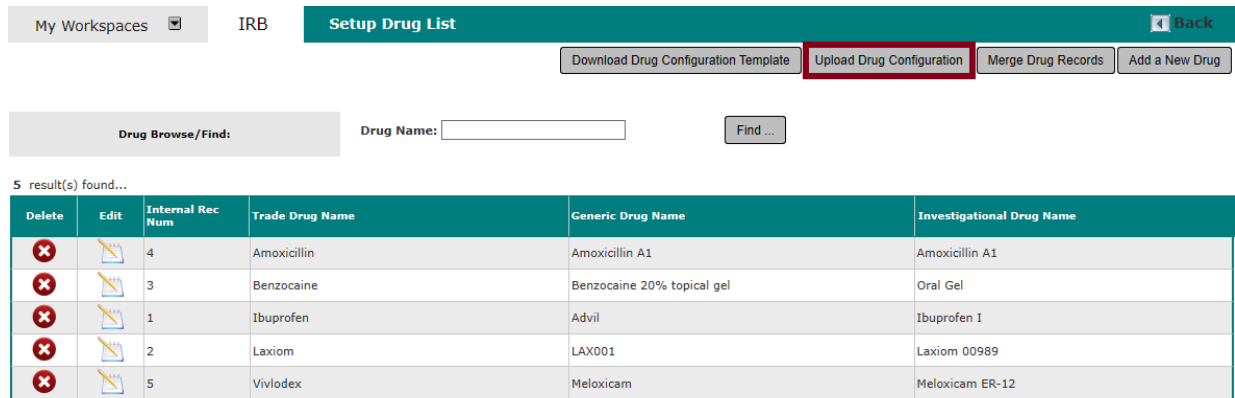 My Workspaces IRB Setup Drug List Back
Download Drug Configuration Template Upload Drug Configuration Merge Drug Records Add a New Drug
Drug Browse/Find: Drug Name: Find ...
5 result(s) found...
Delete Edit Internal Rec Num Trade Drug Name Generic Drug Name Investigational Drug Name
4 Amoxicillin Amoxicillin A1 Amoxicillin A1
3 Benzocaine Benzocaine 20% topical gel Oral Gel
1 Ibuprofen Advil Ibuprofen I
2 Laxiom LAX001 Laxiom 00989
5 Vivlodex Meloxicam Meloxicam ER-12